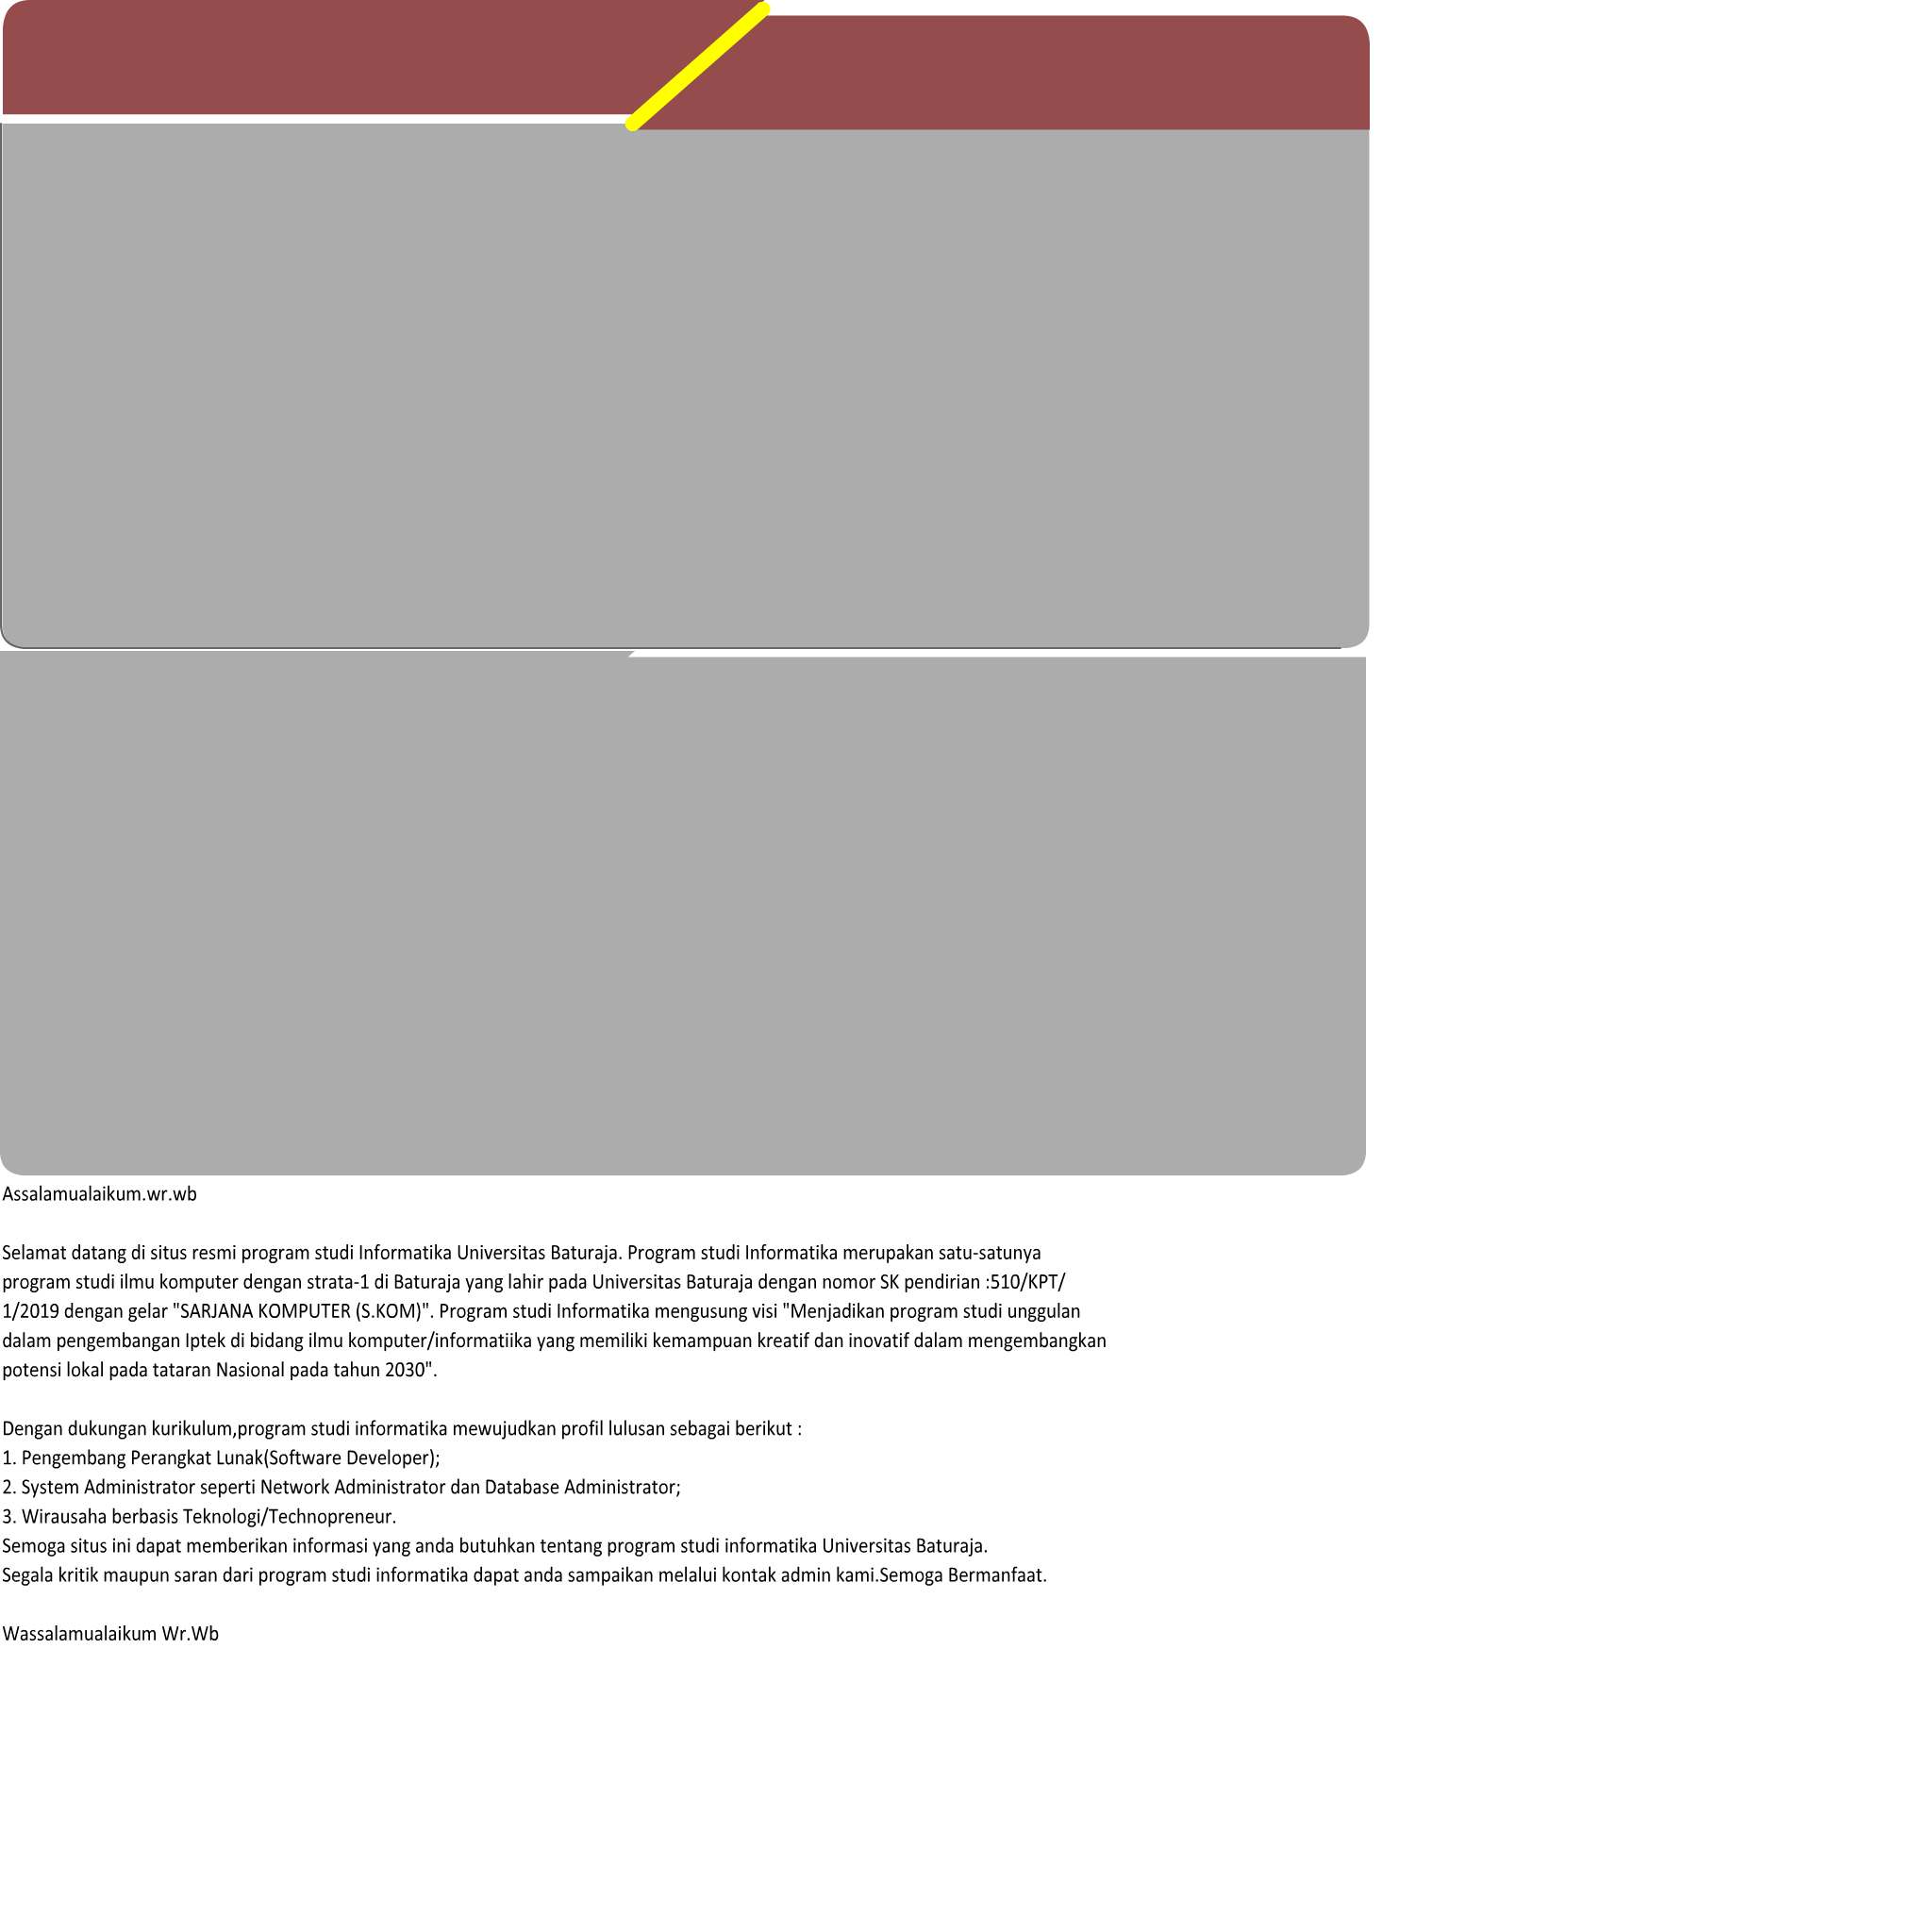 Assalamualaikum.wr.wb
Selamat datang di situs resmi program studi Informatika Universitas Baturaja. Program studi Informatika merupakan satu-satunya
program studi ilmu komputer dengan strata-1 di Baturaja yang lahir pada Universitas Baturaja dengan nomor SK pendirian :510/KPT/
1/2019 dengan gelar "SARJANA KOMPUTER (S.KOM)". Program studi Informatika mengusung visi "Menjadikan program studi unggulan
dalam pengembangan Iptek di bidang ilmu komputer/informatiika yang memiliki kemampuan kreatif dan inovatif dalam mengembangkan
potensi lokal pada tataran Nasional pada tahun 2030".
Dengan dukungan kurikulum,program studi informatika mewujudkan profil lulusan sebagai berikut :
1. Pengembang Perangkat Lunak(Software Developer);
2. System Administrator seperti Network Administrator dan Database Administrator;
3. Wirausaha berbasis Teknologi/Technopreneur.
Semoga situs ini dapat memberikan informasi yang anda butuhkan tentang program studi informatika Universitas Baturaja.
Segala kritik maupun saran dari program studi informatika dapat anda sampaikan melalui kontak admin kami.Semoga Bermanfaat.
Wassalamualaikum Wr.Wb